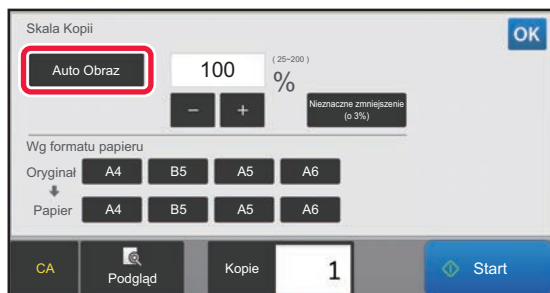 Skala Kopii
OK
Auto Obraz
100
(25~200)
%
−
+
Nieznaczne zmniejszenie
(o 3%)
Wg formatu papieru
Oryginał A4 B5 A5 A6
Papier A4 B5 A5 A6
CA
Podgląd
Kopie
1
Start